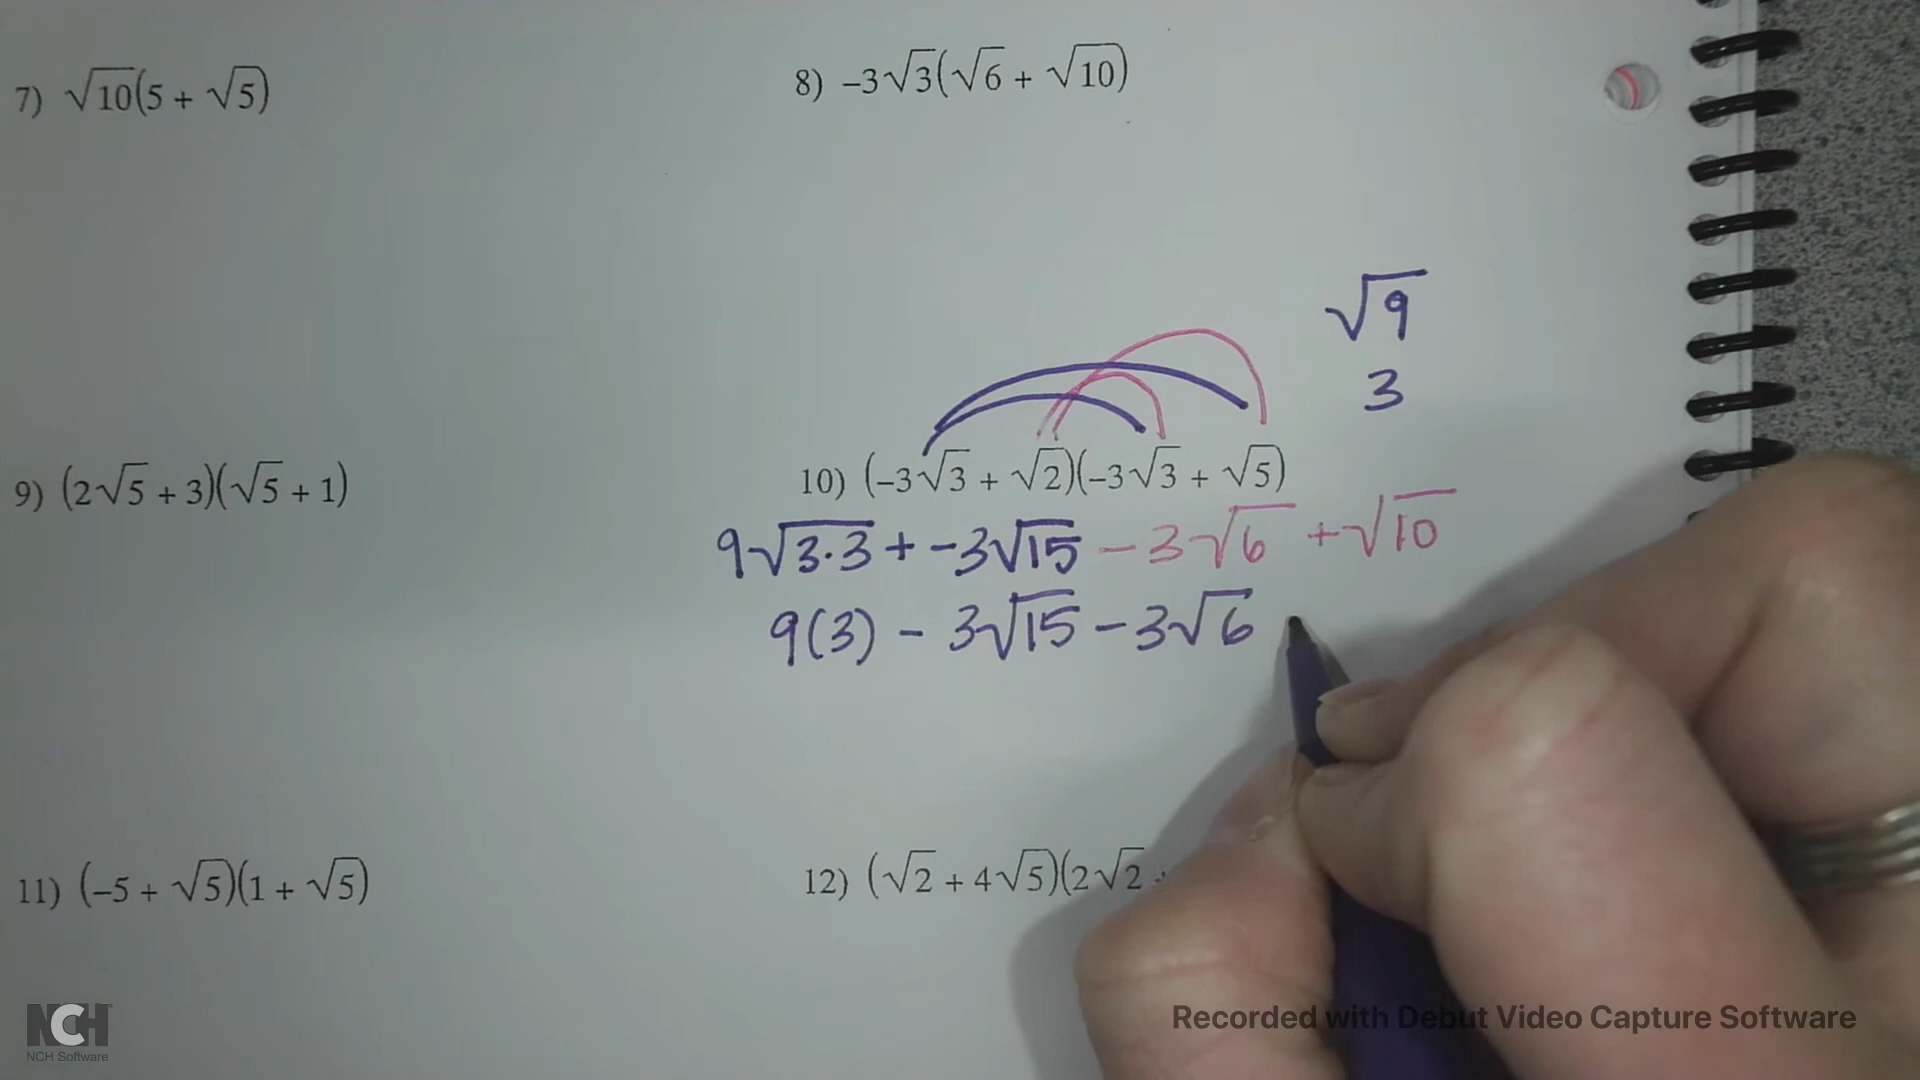 7) √10(5 + √5)
8) −3√3(√6 + √10)
√9
3
9) (2√5 + 3)(√5 + 1)
10) (−3√3 + √2)(−3√3 + √5)
9√3·3 + -3√15 - 3√6 + √10
9(3) - 3√15 - 3√6
11) (−5 + √5)(1 + √5)
12) (√2 + 4√5)(2√2
Recorded with Debut Video Capture Software
NCH
NCH Software